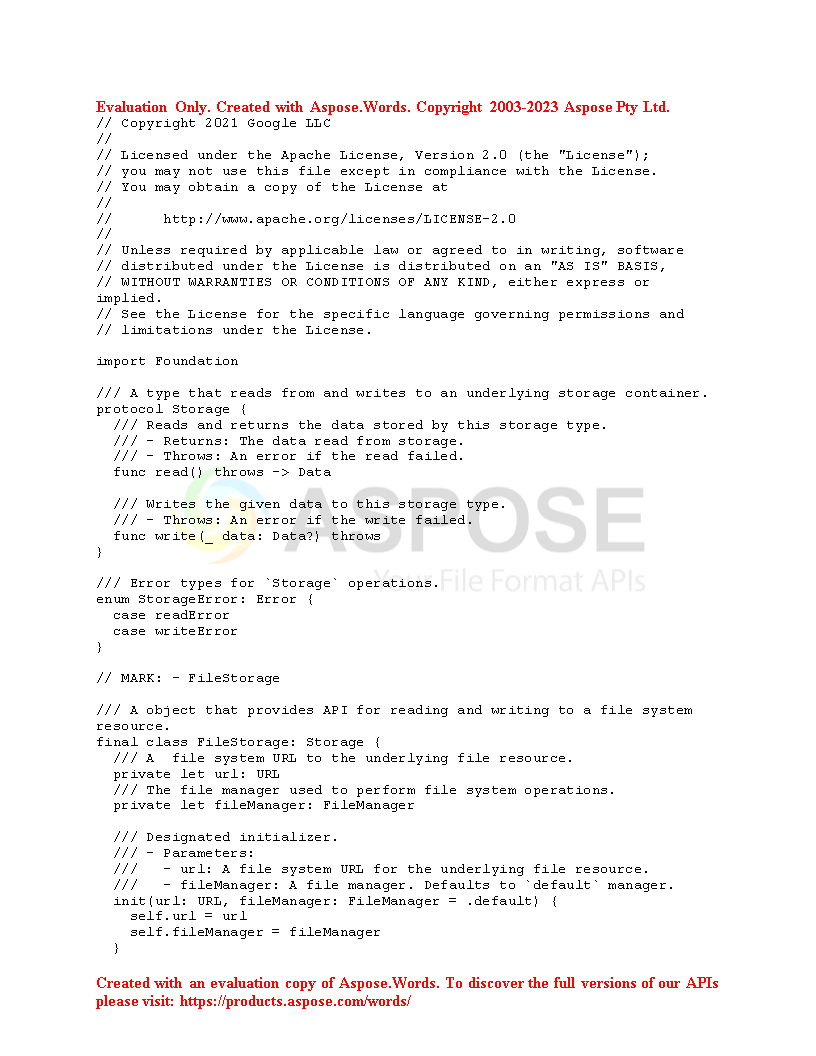 Evaluation Only. Created with Aspose.Words. Copyright 2003-2023 Aspose Pty Ltd.
// Copyright 2021 Google LLC
//
// Licensed under the Apache License, Version 2.0 (the "License");
// you may not use this file except in compliance with the License.
// You may obtain a copy of the License at
//
//      http://www.apache.org/licenses/LICENSE-2.0
//
// Unless required by applicable law or agreed to in writing, software
// distributed under the License is distributed on an "AS IS" BASIS,
// WITHOUT WARRANTIES OR CONDITIONS OF ANY KIND, either express or
implied.
// See the License for the specific language governing permissions and
// limitations under the License.

import Foundation

/// A type that reads from and writes to an underlying storage container.
protocol Storage {
  /// Reads and returns the data stored by this storage type.
  /// - Returns: The data read from storage.
  /// - Throws: An error if the read failed.
  func read() throws -> Data

  /// Writes the given data to this storage type.
  /// - Throws: An error if the write failed.
  func write(_ data: Data?) throws
}
ASPOSE
Your File Format APIs

/// Error types for `Storage` operations.
enum StorageError: Error {
  case readError
  case writeError
}

// MARK: - FileStorage

/// A object that provides API for reading and writing to a file system
resource.
final class FileStorage: Storage {
  /// A  file system URL to the underlying file resource.
  private let url: URL
  /// The file manager used to perform file system operations.
  private let fileManager: FileManager

  /// Designated initializer.
  /// - Parameters:
  ///   - url: A file system URL for the underlying file resource.
  ///   - fileManager: A file manager. Defaults to `default` manager.
  init(url: URL, fileManager: FileManager = .default) {
    self.url = url
    self.fileManager = fileManager
  }

Created with an evaluation copy of Aspose.Words. To discover the full versions of our APIs
please visit: https://products.aspose.com/words/